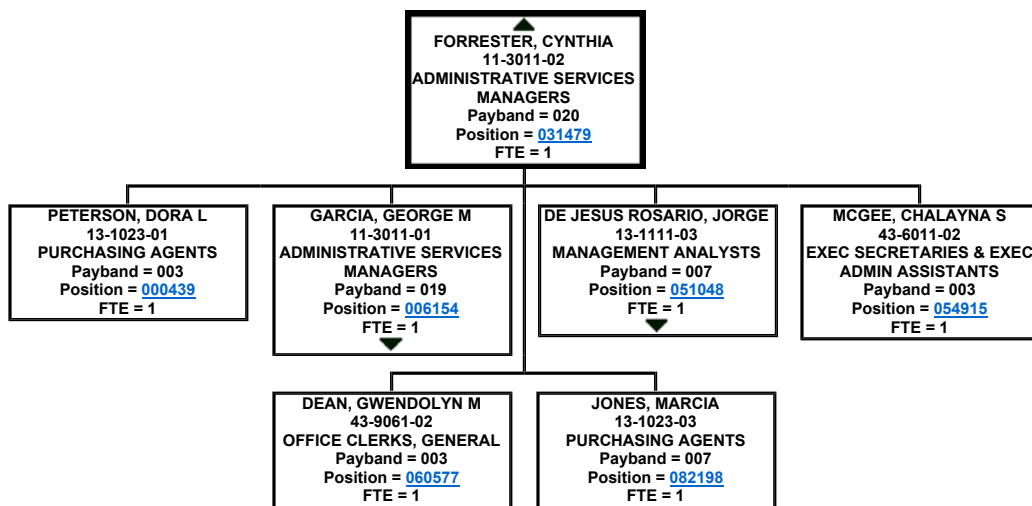 FORRESTER, CYNTHIA
11-3011-02
ADMINISTRATIVE SERVICES
MANAGERS
Payband = 020
Position = 031479
FTE = 1
PETERSON, DORA L
13-1023-01
PURCHASING AGENTS
Payband = 003
Position = 000439
FTE = 1
GARCIA, GEORGE M
11-3011-01
ADMINISTRATIVE SERVICES
MANAGERS
Payband = 019
Position = 006154
FTE = 1
DE JESUS ROSARIO, JORGE
13-1111-03
MANAGEMENT ANALYSTS
Payband = 007
Position = 051048
FTE = 1
MCGEE, CHALAYNA S
43-6011-02
EXEC SECRETARIES & EXEC
ADMIN ASSISTANTS
Payband = 003
Position = 054915
FTE = 1
DEAN, GWENDOLYN M
43-9061-02
OFFICE CLERKS, GENERAL
Payband = 003
Position = 060577
FTE = 1
JONES, MARCIA
13-1023-03
PURCHASING AGENTS
Payband = 007
Position = 082198
FTE = 1